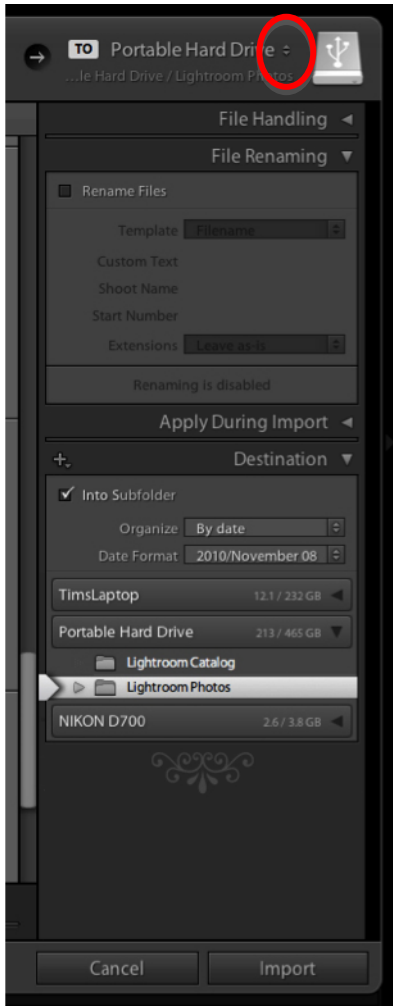 TO Portable Hard Drive
...le Hard Drive / Lightroom Photos
File Handling
File Renaming
Rename Files
Template Filename
Custom Text
Shoot Name
Start Number
Extensions Leave as-is
Renaming is disabled
Apply During Import
Destination
Into Subfolder
Organize By date
Date Format 2010/November 08
TimsLaptop 12.1 / 232 GB
Portable Hard Drive 213 / 465 GB
Lightroom Catalog
Lightroom Photos
NIKON D700 2.6 / 3.8 GB
Cancel Import